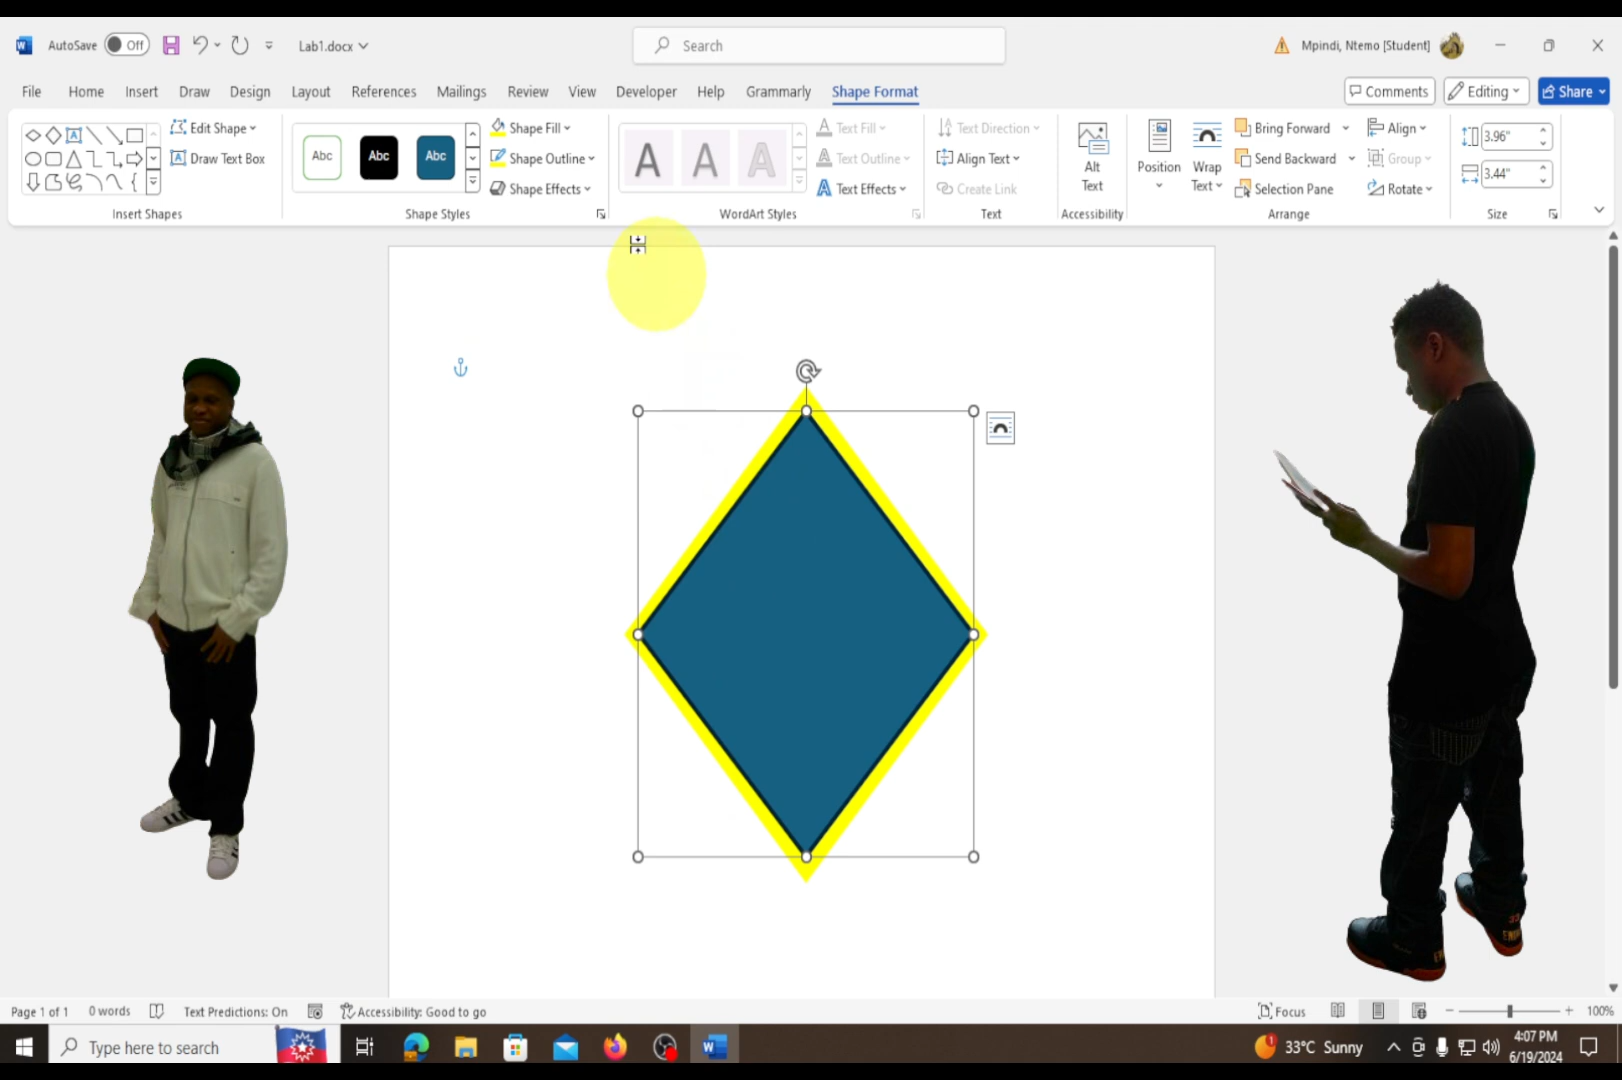 AutoSave Off Lab1.docx Search Mpindi, Ntemo [Student]
File Home Insert Draw Design Layout References Mailings Review View Developer Help Grammarly Shape Format Comments Editing Share
Edit Shape
Draw Text Box
Insert Shapes
Abc Abc Abc
Shape Fill
Shape Outline
Shape Effects
Shape Styles
A A A
Text Fill
Text Outline
Text Effects
WordArt Styles
Text Direction
Align Text
Create Link
Text
Alt
Text
Accessibility
Position
Wrap
Text
Bring Forward
Send Backward
Selection Pane
Align
Group
Rotate
Arrange
3.96"
3.44"
Size
Page 1 of 1 0 words Text Predictions: On Accessibility: Good to go Focus 100%
Type here to search 33°C Sunny 4:07 PM
6/19/2024